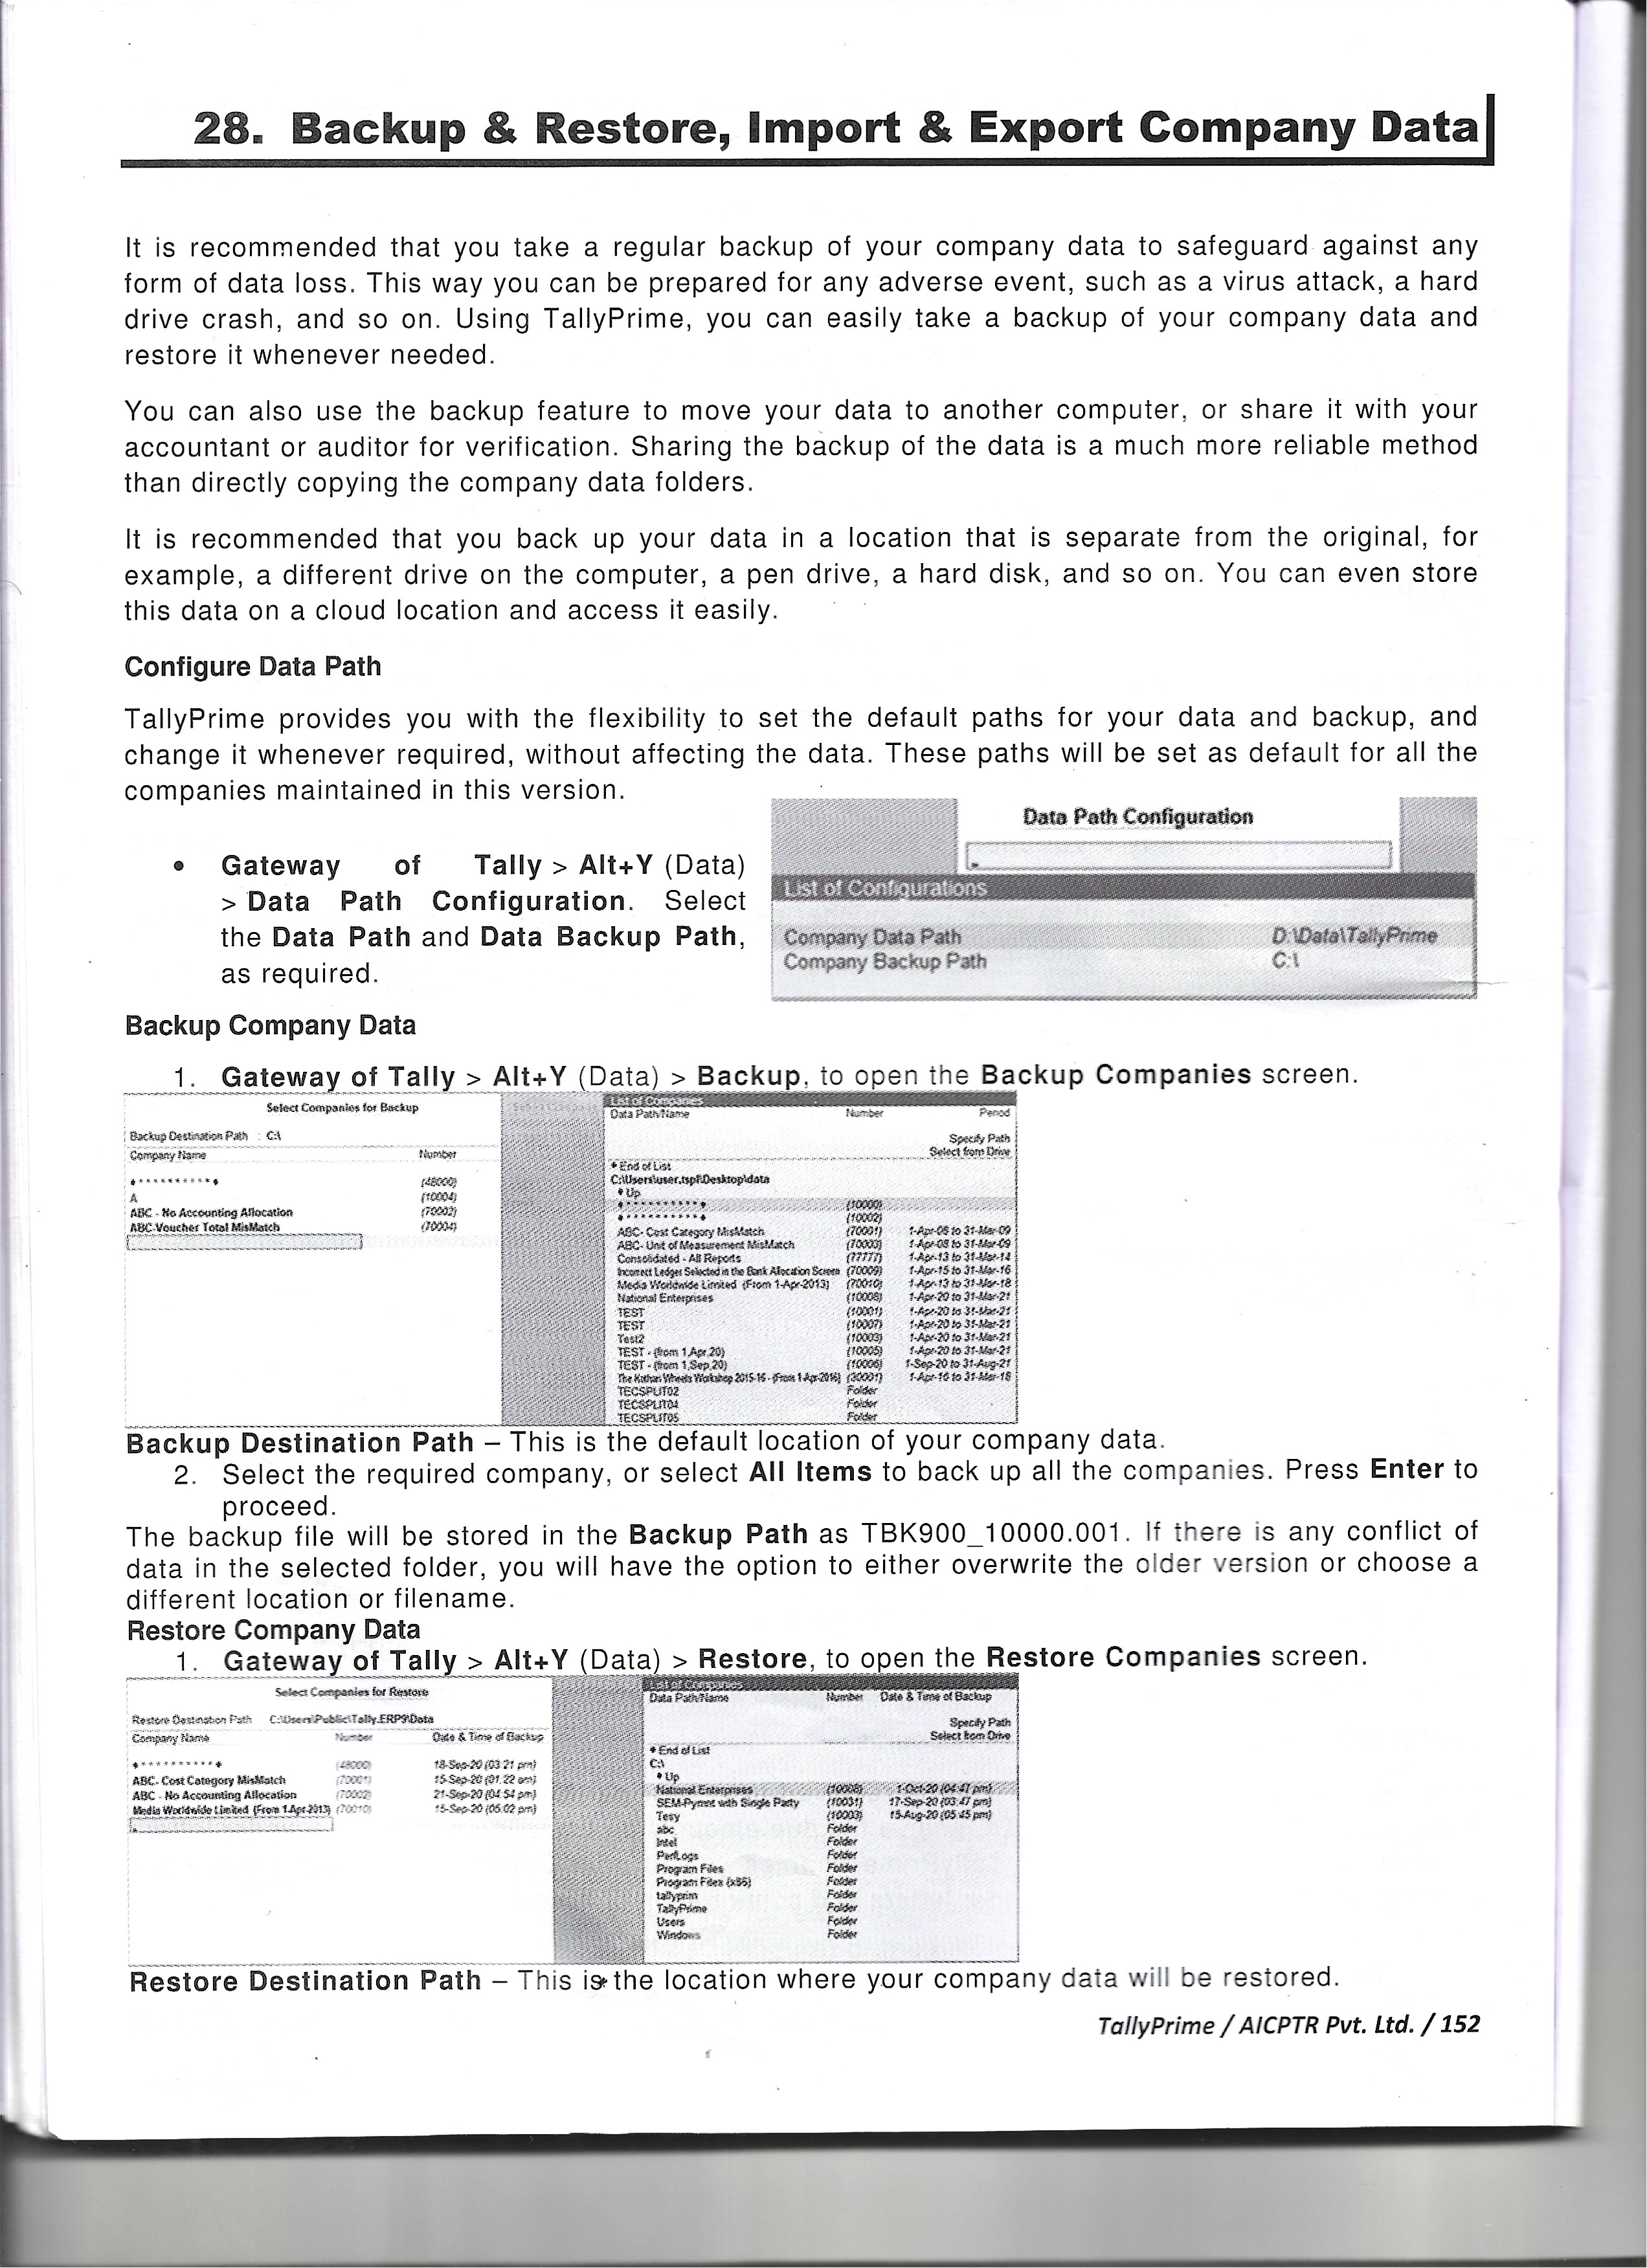 28. Backup & Restore, Import & Export Company Data
It is recommended that you take a regular backup of your company data to safeguard against any
form of data loss. This way you can be prepared for any adverse event, such as a virus attack, a hard
drive crash, and so on. Using TallyPrime, you can easily take a backup of your company data and
restore it whenever needed.
You can also use the backup feature to move your data to another computer, or share it with your
accountant or auditor for verification. Sharing the backup of the data is a much more reliable method
than directly copying the company data folders.
It is recommended that you back up your data in a location that is separate from the original, for
example, a different drive on the computer, a pen drive, a hard disk, and so on. You can even store
this data on a cloud location and access it easily.
Configure Data Path
TallyPrime provides you with the flexibility to set the default paths for your data and backup, and
change it whenever required, without affecting the data. These paths will be set as default for all the
companies maintained in this version.
• Gateway of Tally > Alt+Y (Data)
> Data Path Configuration. Select
the Data Path and Data Backup Path,
as required.
Data Path Configuration
List of Configurations
Company Data Path D:\Data\TallyPrime
Company Backup Path C:\
Backup Company Data
1. Gateway of Tally > Alt+Y (Data) > Backup, to open the Backup Companies screen.
Select Companies for Backup
Backup Destination Path : C:\
Company Name Number
************ (48000)
A (10004)
ABC - No Accounting Allocation (70002)
ABC-Voucher Total MisMatch (70004)
List of Companies
Data Path/Name Number Period
Specify Path
Select from Drive
♦ End of List
C:\Users\user.tspl\Desktop\data
♦ Up
************ (10000)
************ (10002)
ABC- Cost Category MisMatch (70001) 1-Apr-08 to 31-Mar-09
ABC- Unit of Measurement MisMatch (70003) 1-Apr-08 to 31-Mar-09
Consolidated - All Reports (77777) 1-Apr-13 to 31-Mar-14
Incorrect Ledger Selected in the Bank Allocation Screen (70009) 1-Apr-15 to 31-Mar-16
Media Worldwide Limited (From 1-Apr-2013) (70010) 1-Apr-13 to 31-Mar-18
National Enterprises (10008) 1-Apr-20 to 31-Mar-21
TEST (10001) 1-Apr-20 to 31-Mar-21
TEST (10007) 1-Apr-20 to 31-Mar-21
Test2 (10003) 1-Apr-20 to 31-Mar-21
TEST - (from 1,Apr,20) (10005) 1-Apr-20 to 31-Mar-21
TEST - (from 1,Sep,20) (10006) 1-Sep-20 to 31-Aug-21
Wheels Workshop 2015-16 - (From 1-Apr-2016) (30001) 1-Apr-16 to 31-Mar-18
TECSPLIT02 Folder
TECSPLIT04 Folder
TECSPLIT05 Folder
Backup Destination Path – This is the default location of your company data.
2. Select the required company, or select All Items to back up all the companies. Press Enter to
proceed.
The backup file will be stored in the Backup Path as TBK900_10000.001. If there is any conflict of
data in the selected folder, you will have the option to either overwrite the older version or choose a
different location or filename.
Restore Company Data
1. Gateway of Tally > Alt+Y (Data) > Restore, to open the Restore Companies screen.
Select Companies for Restore
Restore Destination Path C:\Users\Public\Tally.ERP9\Data
Company Name Number Date & Time of Backup
************ (48000) 18-Sep-20 (03:21 pm)
ABC- Cost Category MisMatch (70001) 15-Sep-20 (01:22 pm)
ABC - No Accounting Allocation (70002) 21-Sep-20 (04:54 pm)
Media Worldwide Limited (From 1-Apr-2013) (70010) 15-Sep-20 (05:02 pm)
List of Companies
Data Path/Name Number Date & Time of Backup
Specify Path
Select from Drive
♦ End of List
C:\
♦ Up
National Enterprises (10008) 1-Oct-20 (04:47 pm)
SEM-Pymnt with Single Party (10031) 17-Sep-20 (03:47 pm)
Tesy (10003) 15-Aug-20 (05:45 pm)
abc Folder
Intel Folder
PerfLogs Folder
Program Files Folder
Program Files (x86) Folder
tallyprim Folder
TallyPrime Folder
Users Folder
Windows Folder
Restore Destination Path – This is the location where your company data will be restored.
TallyPrime / AICPTR Pvt. Ltd. / 152